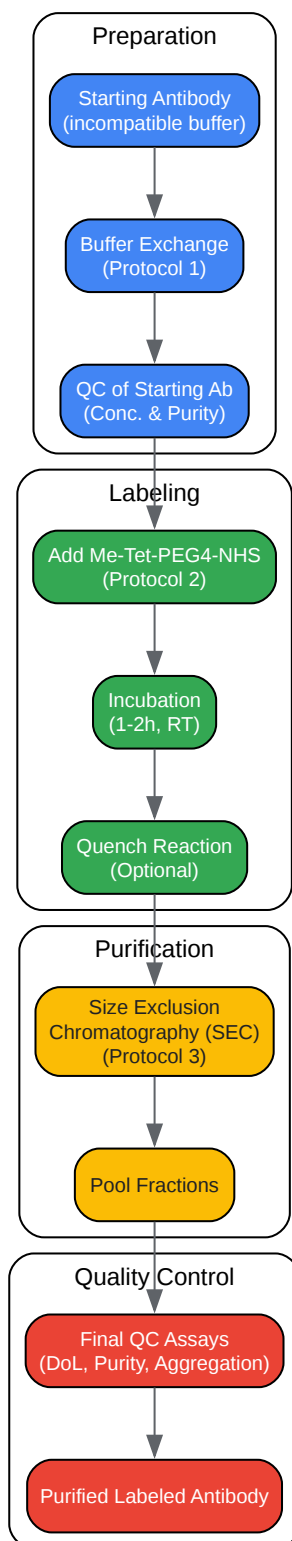 Preparation
Starting Antibody
(incompatible buffer)
Buffer Exchange
(Protocol 1)
QC of Starting Ab
(Conc. & Purity)
Labeling
Add Me-Tet-PEG4-NHS
(Protocol 2)
Incubation
(1-2h, RT)
Quench Reaction
(Optional)
Purification
Size Exclusion
Chromatography (SEC)
(Protocol 3)
Pool Fractions
Quality Control
Final QC Assays
(DoL, Purity, Aggregation)
Purified Labeled Antibody